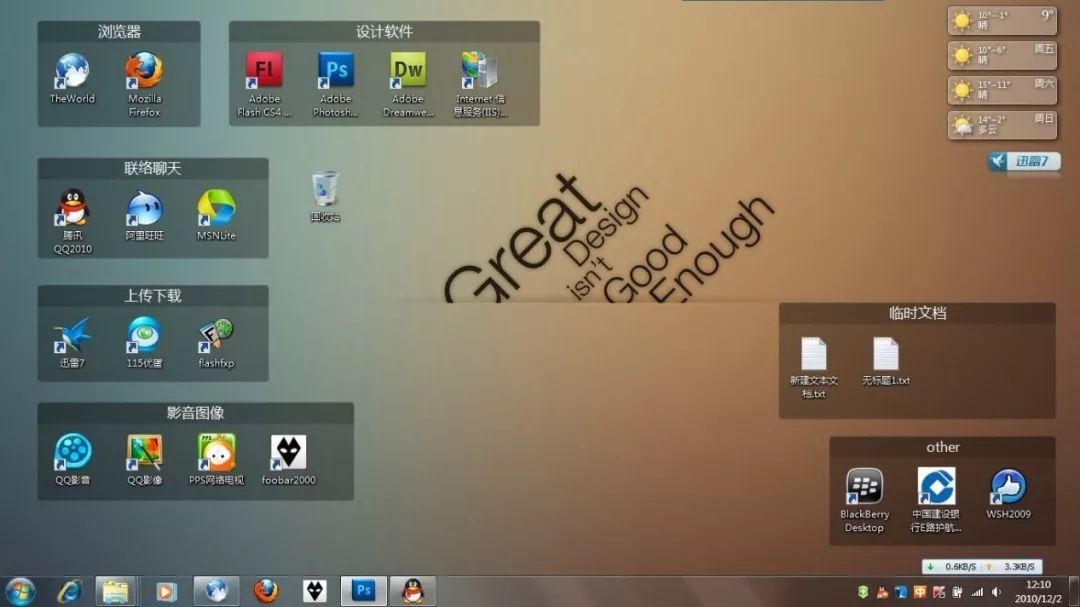 浏览器
TheWorld
Mozilla
Firefox
设计软件
Fl
Adobe
Flash CS4 ...
Ps
Adobe
Photosh...
Dw
Adobe
Dreamwe...
Internet 信
息服务(IIS)...
10°~-1°
晴
9°
10°~-6°
晴
周五
15°~-11°
晴
周六
14°~2°
多云
周日
迅雷7
联络聊天
腾讯
QQ2010
阿里旺旺
MSNLite
回收站
Great
Design
isn't
Good
Enough
上传下载
迅雷7
115优蛋
flashfxp
临时文档
新建文本文
档.txt
无标题1.txt
影音图像
QQ影音
QQ影像
PPS网络电视
foobar2000
other
BlackBerry
Desktop
中国建设银
行E路护航...
WSH2009
0.6KB/S
3.3KB/S
Ps
12:10
2010/12/2